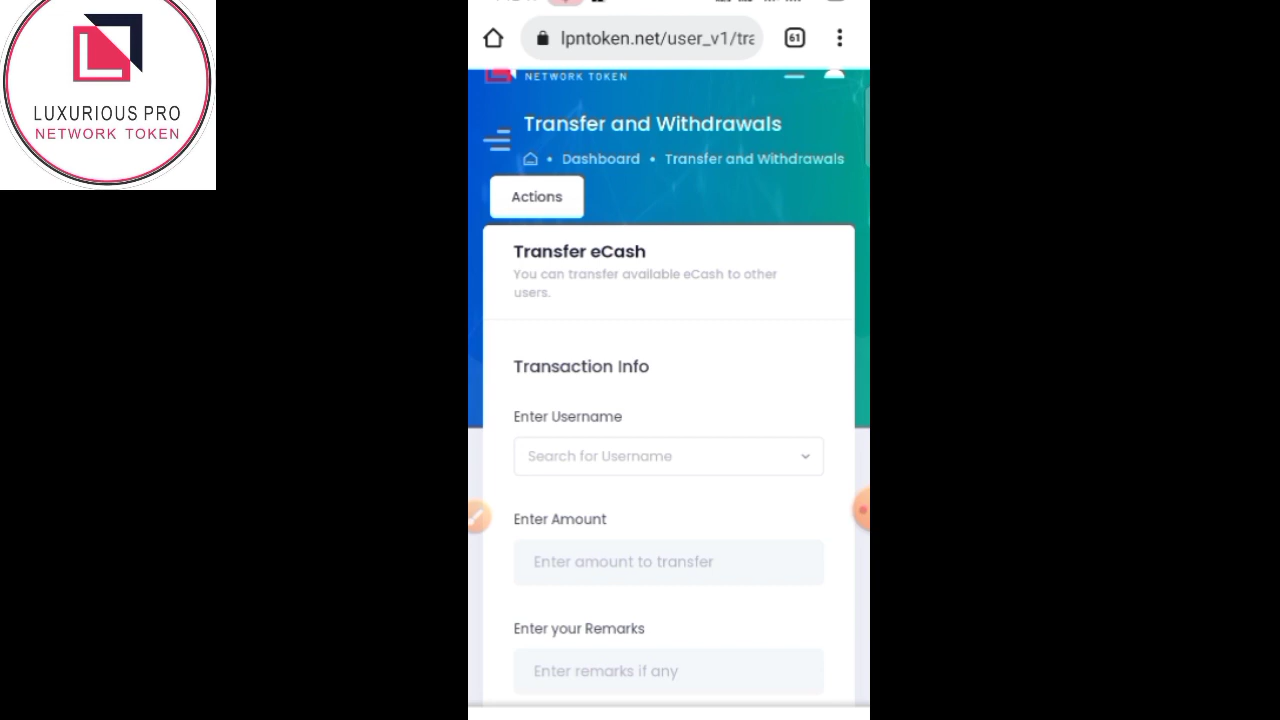 LUXURIOUS PRO
NETWORK TOKEN
lpntoken.net/user_v1/tra
61
NETWORK TOKEN
Transfer and Withdrawals
Dashboard • Transfer and Withdrawals
Actions
Transfer eCash
You can transfer available eCash to other
users.
Transaction Info
Enter Username
Search for Username
Enter Amount
Enter amount to transfer
Enter your Remarks
Enter remarks if any